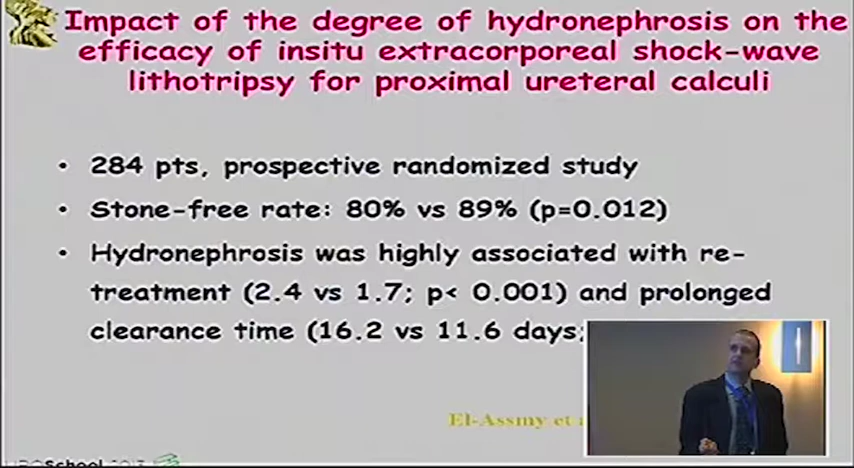 Impact of the degree of hydronephrosis on the
efficacy of insitu extracorporeal shock-wave
lithotripsy for proximal ureteral calculi
• 284 pts, prospective randomized study
• Stone-free rate: 80% vs 89% (p=0.012)
• Hydronephrosis was highly associated with re-
treatment (2.4 vs 1.7; p< 0.001) and prolonged
clearance time (16.2 vs 11.6 days;
El-Assmy et
School